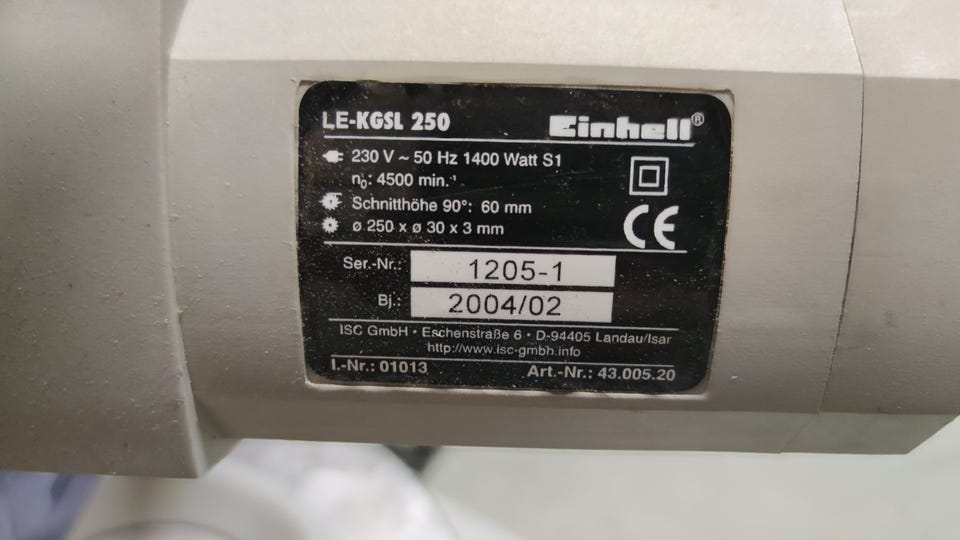 LE-KGSL 250 Einhell®
230 V ~ 50 Hz 1400 Watt S1
n₀: 4500 min.⁻¹
Schnitthöhe 90°: 60 mm
ø 250 x ø 30 x 3 mm
CE
Ser.-Nr.: 1205-1
Bj.: 2004/02
ISC GmbH · Eschenstraße 6 · D-94405 Landau/Isar
http://www.isc-gmbh.info
I.-Nr.: 01013 Art.-Nr.: 43.005.20